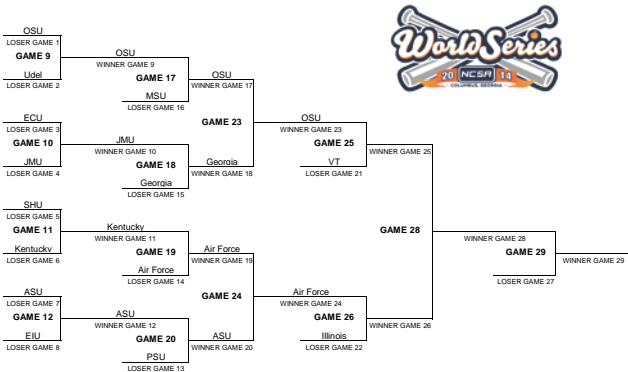 World Series
20 NCSA 14
COLUMBUS, GEORGIA
OSU
LOSER GAME 1
GAME 9
Udel
LOSER GAME 2
OSU
WINNER GAME 9
GAME 17
MSU
LOSER GAME 16
OSU
WINNER GAME 17
ECU
LOSER GAME 3
GAME 10
JMU
LOSER GAME 4
JMU
WINNER GAME 10
GAME 18
Georgia
LOSER GAME 15
Georgia
WINNER GAME 18
GAME 23
OSU
WINNER GAME 23
GAME 25
VT
LOSER GAME 21
WINNER GAME 25
SHU
LOSER GAME 5
GAME 11
Kentucky
LOSER GAME 6
Kentucky
WINNER GAME 11
GAME 19
Air Force
LOSER GAME 14
Air Force
WINNER GAME 19
ASU
LOSER GAME 7
GAME 12
EIU
LOSER GAME 8
ASU
WINNER GAME 12
GAME 20
PSU
LOSER GAME 13
ASU
WINNER GAME 20
GAME 24
Air Force
WINNER GAME 24
GAME 26
Illinois
LOSER GAME 22
WINNER GAME 26
GAME 28
WINNER GAME 28
GAME 29
LOSER GAME 27
WINNER GAME 29